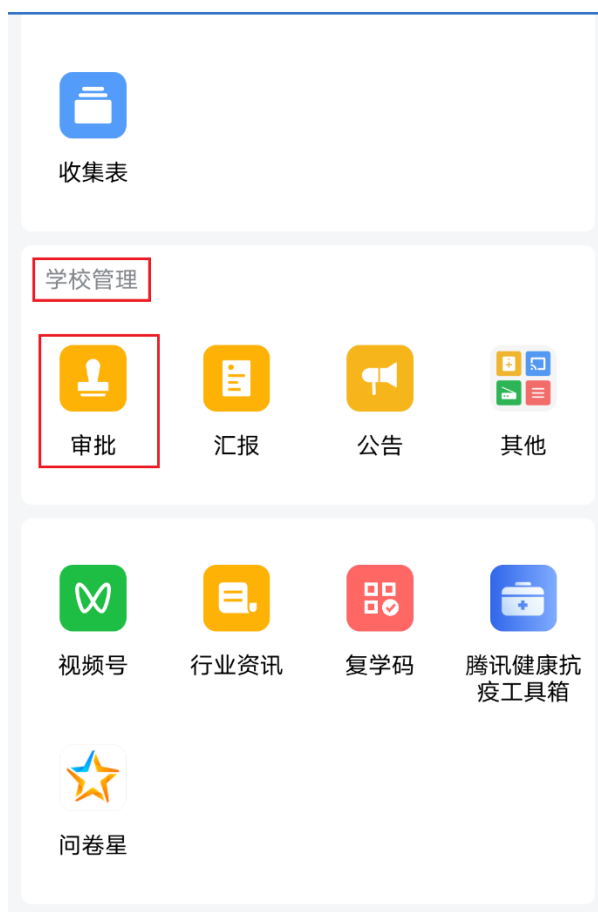 收集表
学校管理
审批
汇报
公告
其他
视频号
行业资讯
复学码
腾讯健康抗
疫工具箱
问卷星